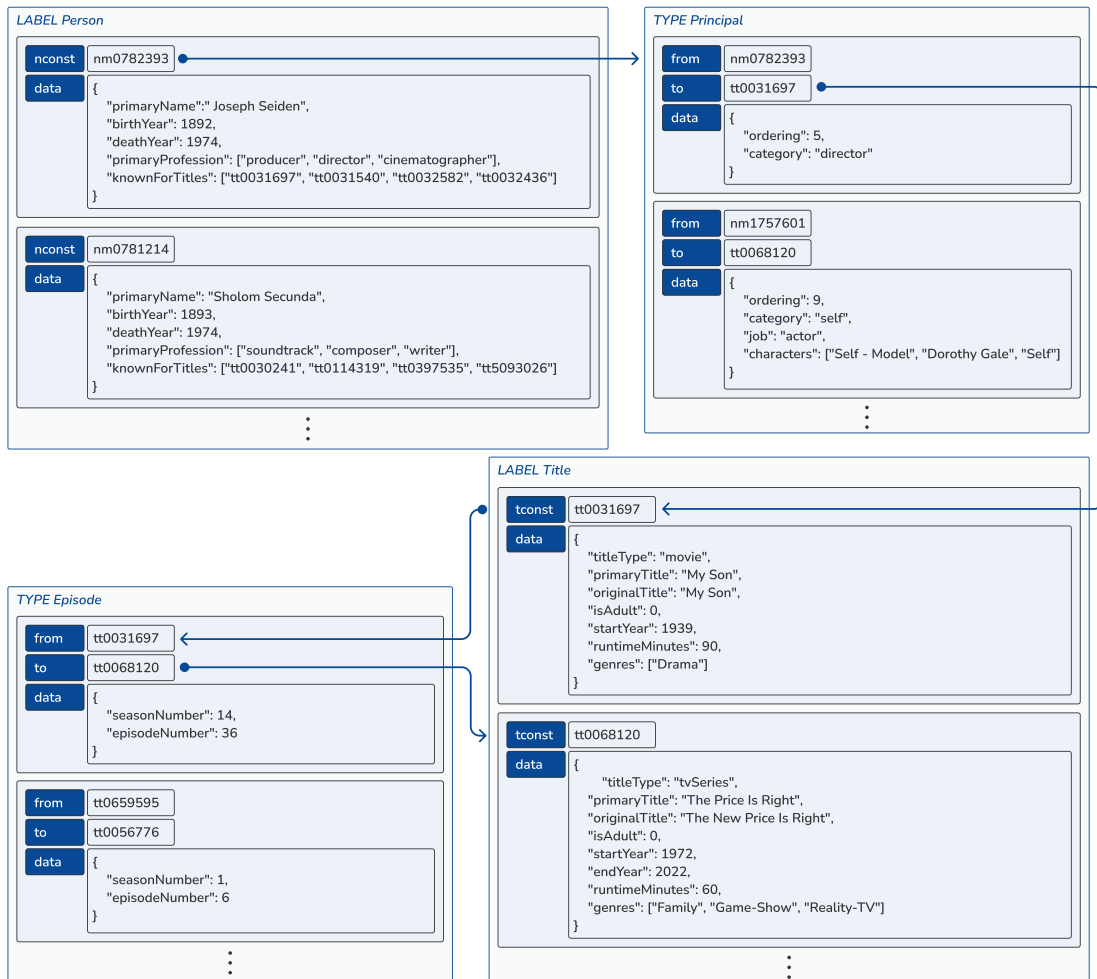 LABEL Person
nconst nm0782393
data {
"primaryName":" Joseph Seiden",
"birthYear": 1892,
"deathYear": 1974,
"primaryProfession": ["producer", "director", "cinematographer"],
"knownForTitles": ["tt0031697", "tt0031540", "tt0032582", "tt0032436"]
}
nconst nm0781214
data {
"primaryName": "Sholom Secunda",
"birthYear": 1893,
"deathYear": 1974,
"primaryProfession": ["soundtrack", "composer", "writer"],
"knownForTitles": ["tt0030241", "tt0114319", "tt0397535", "tt5093026"]
}
TYPE Principal
from nm0782393
to tt0031697
data {
"ordering": 5,
"category": "director"
}
from nm1757601
to tt0068120
data {
"ordering": 9,
"category": "self",
"job": "actor",
"characters": ["Self - Model", "Dorothy Gale", "Self"]
}
LABEL Title
tconst tt0031697
data {
"titleType": "movie",
"primaryTitle": "My Son",
"originalTitle": "My Son",
"isAdult": 0,
"startYear": 1939,
"runtimeMinutes": 90,
"genres": ["Drama"]
}
tconst tt0068120
data {
"titleType": "tvSeries",
"primaryTitle": "The Price Is Right",
"originalTitle": "The New Price Is Right",
"isAdult": 0,
"startYear": 1972,
"endYear": 2022,
"runtimeMinutes": 60,
"genres": ["Family", "Game-Show", "Reality-TV"]
}
TYPE Episode
from tt0031697
to tt0068120
data {
"seasonNumber": 14,
"episodeNumber": 36
}
from tt0659595
to tt0056776
data {
"seasonNumber": 1,
"episodeNumber": 6
}